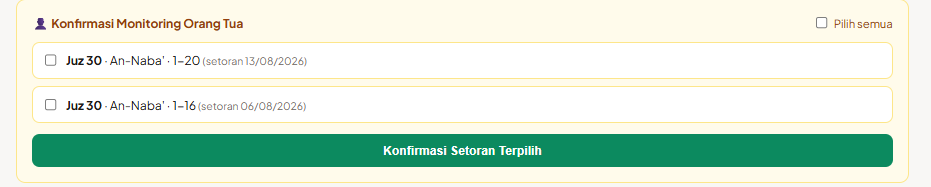 Konfirmasi Monitoring Orang Tua
Pilih semua
Juz 30 · An-Naba' · 1–20 (setoran 13/08/2026)
Juz 30 · An-Naba' · 1–16 (setoran 06/08/2026)
Konfirmasi Setoran Terpilih